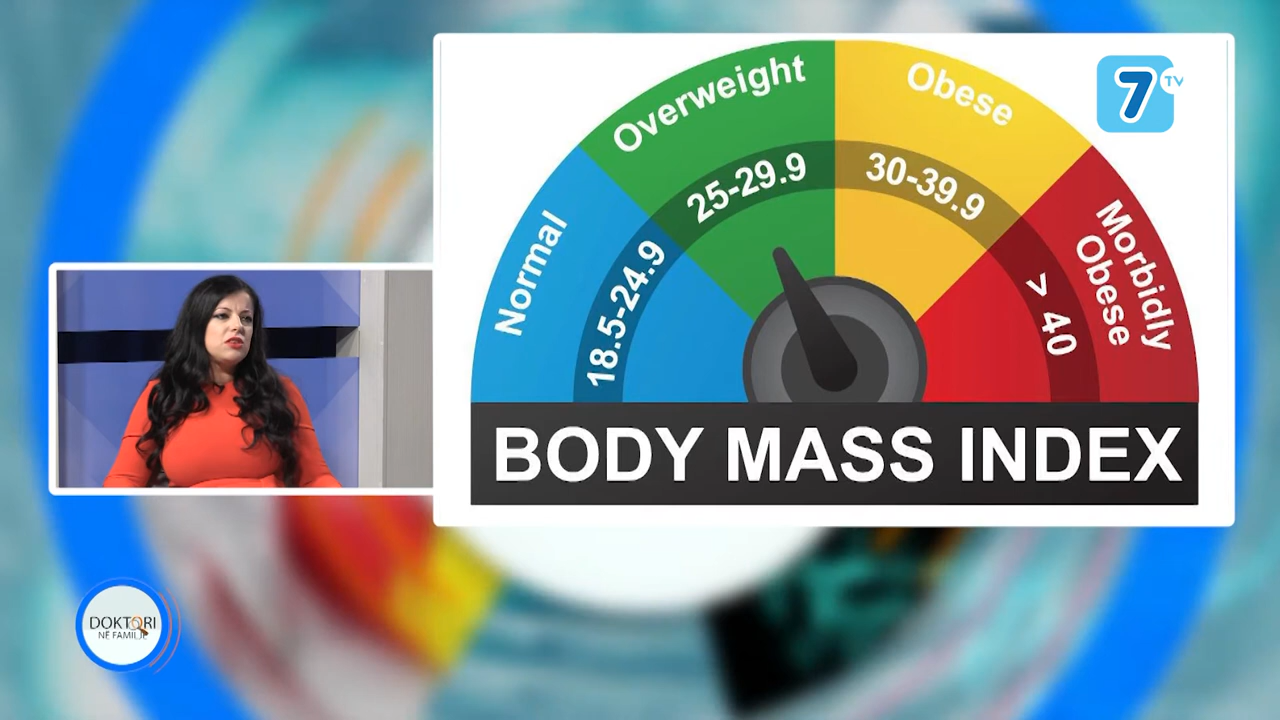 7
TV
Overweight
Obese
25-29.9
30-39.9
Normal
18.5-24.9
Morbidly
Obese
> 40
BODY MASS INDEX
DOKTORI
NË FAMILJE